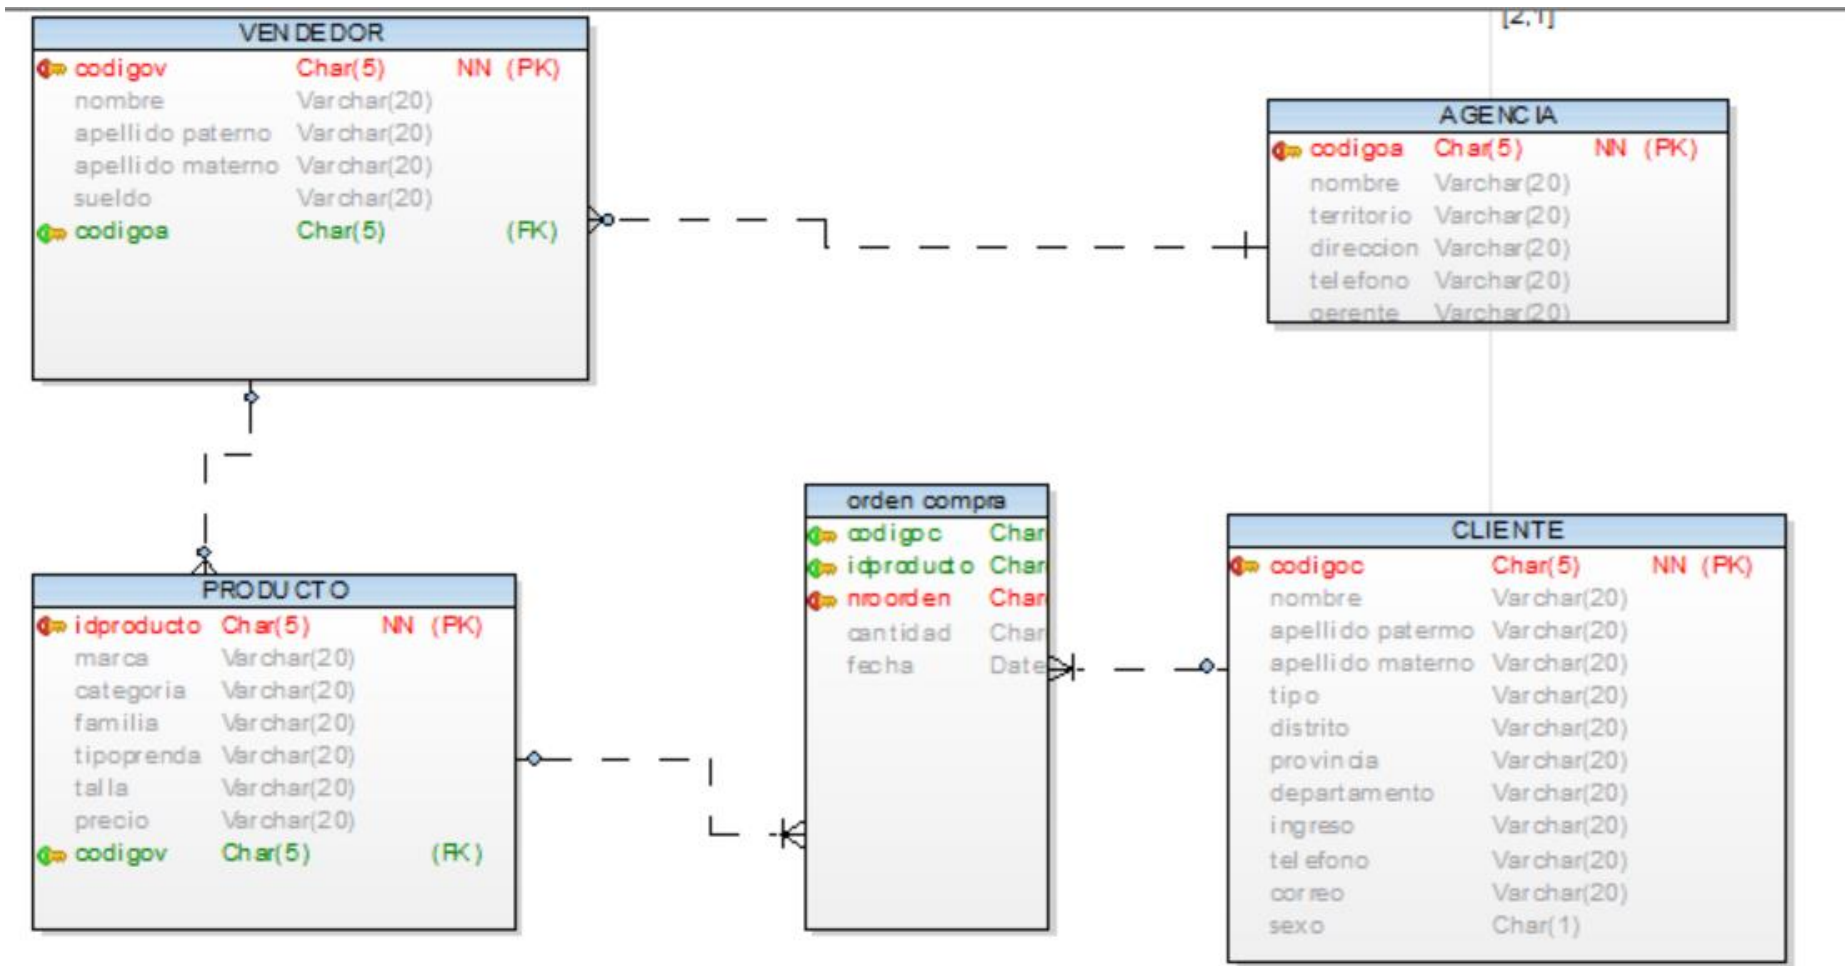 [2,1]
VENDEDOR
codigov Char(5) NN (PK)
nombre Varchar(20)
apellido paterno Varchar(20)
apellido materno Varchar(20)
sueldo Varchar(20)
codigoa Char(5) (FK)
AGENCIA
codigoa Char(5) NN (PK)
nombre Varchar(20)
territorio Varchar(20)
direccion Varchar(20)
telefono Varchar(20)
gerente Varchar(20)
PRODUCTO
idproducto Char(5) NN (PK)
marca Varchar(20)
categoria Varchar(20)
familia Varchar(20)
tipoprenda Varchar(20)
talla Varchar(20)
precio Varchar(20)
codigov Char(5) (FK)
orden compra
codigoc Char
idproducto Char
nroorden Char
cantidad Char
fecha Date
CLIENTE
codigoc Char(5) NN (PK)
nombre Varchar(20)
apellido patermo Varchar(20)
apellido materno Varchar(20)
tipo Varchar(20)
distrito Varchar(20)
provincia Varchar(20)
departamento Varchar(20)
ingreso Varchar(20)
telefono Varchar(20)
correo Varchar(20)
sexo Char(1)